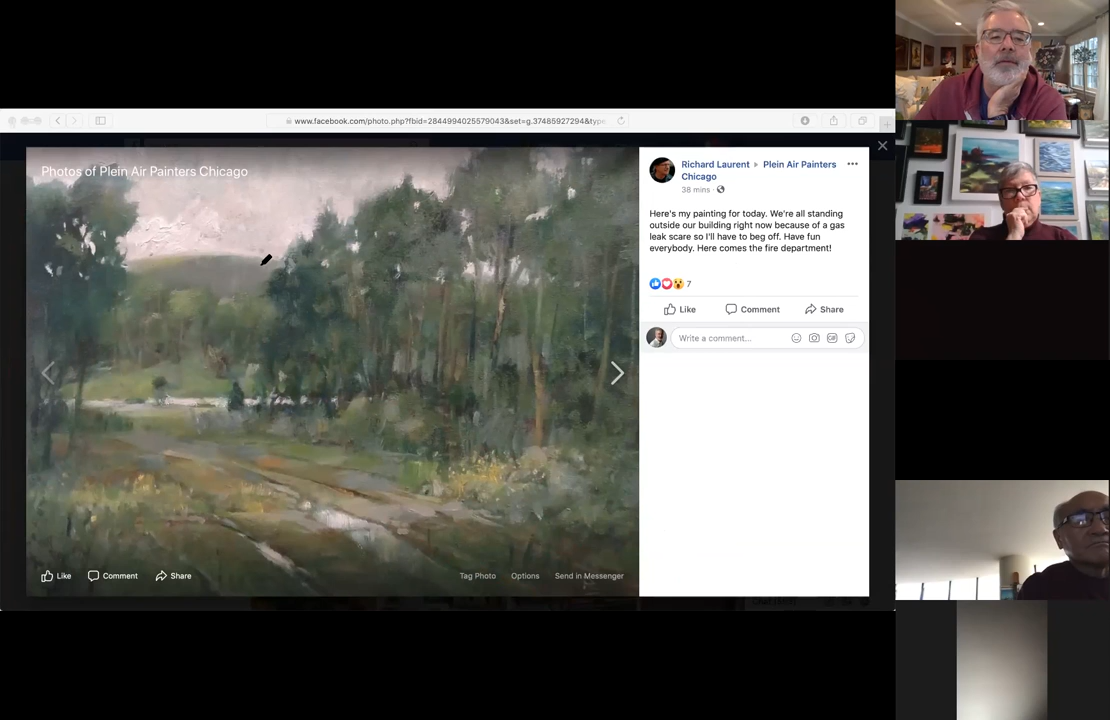 www.facebook.com/photo.php?fbid=2844994025579043&set=g.37485927294&type
Photos of Plein Air Painters Chicago
Richard Laurent ▸ Plein Air Painters
Chicago
38 mins ·
Here's my painting for today. We're all standing
outside our building right now because of a gas
leak scare so I'll have to beg off. Have fun
everybody. Here comes the fire department!
7
Like Comment Share
Write a comment...
GIF
Like Comment Share
Tag Photo Options Send in Messenger